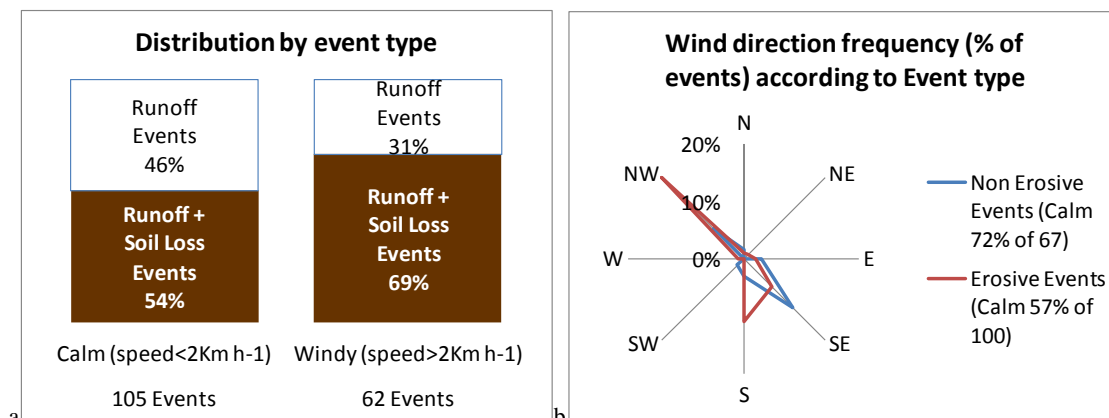 Distribution by event type
Runoff
Events
46%
Runoff +
Soil Loss
Events
54%
Runoff
Events
31%
Runoff +
Soil Loss
Events
69%
Calm (speed<2Km h-1)
Windy (speed>2Km h-1)
105 Events
62 Events
a
Wind direction frequency (% of
events) according to Event type
N
NE
E
SE
S
SW
W
NW
20%
10%
0%
Non Erosive
Events (Calm
72% of 67)
Erosive Events
(Calm 57% of
100)
b